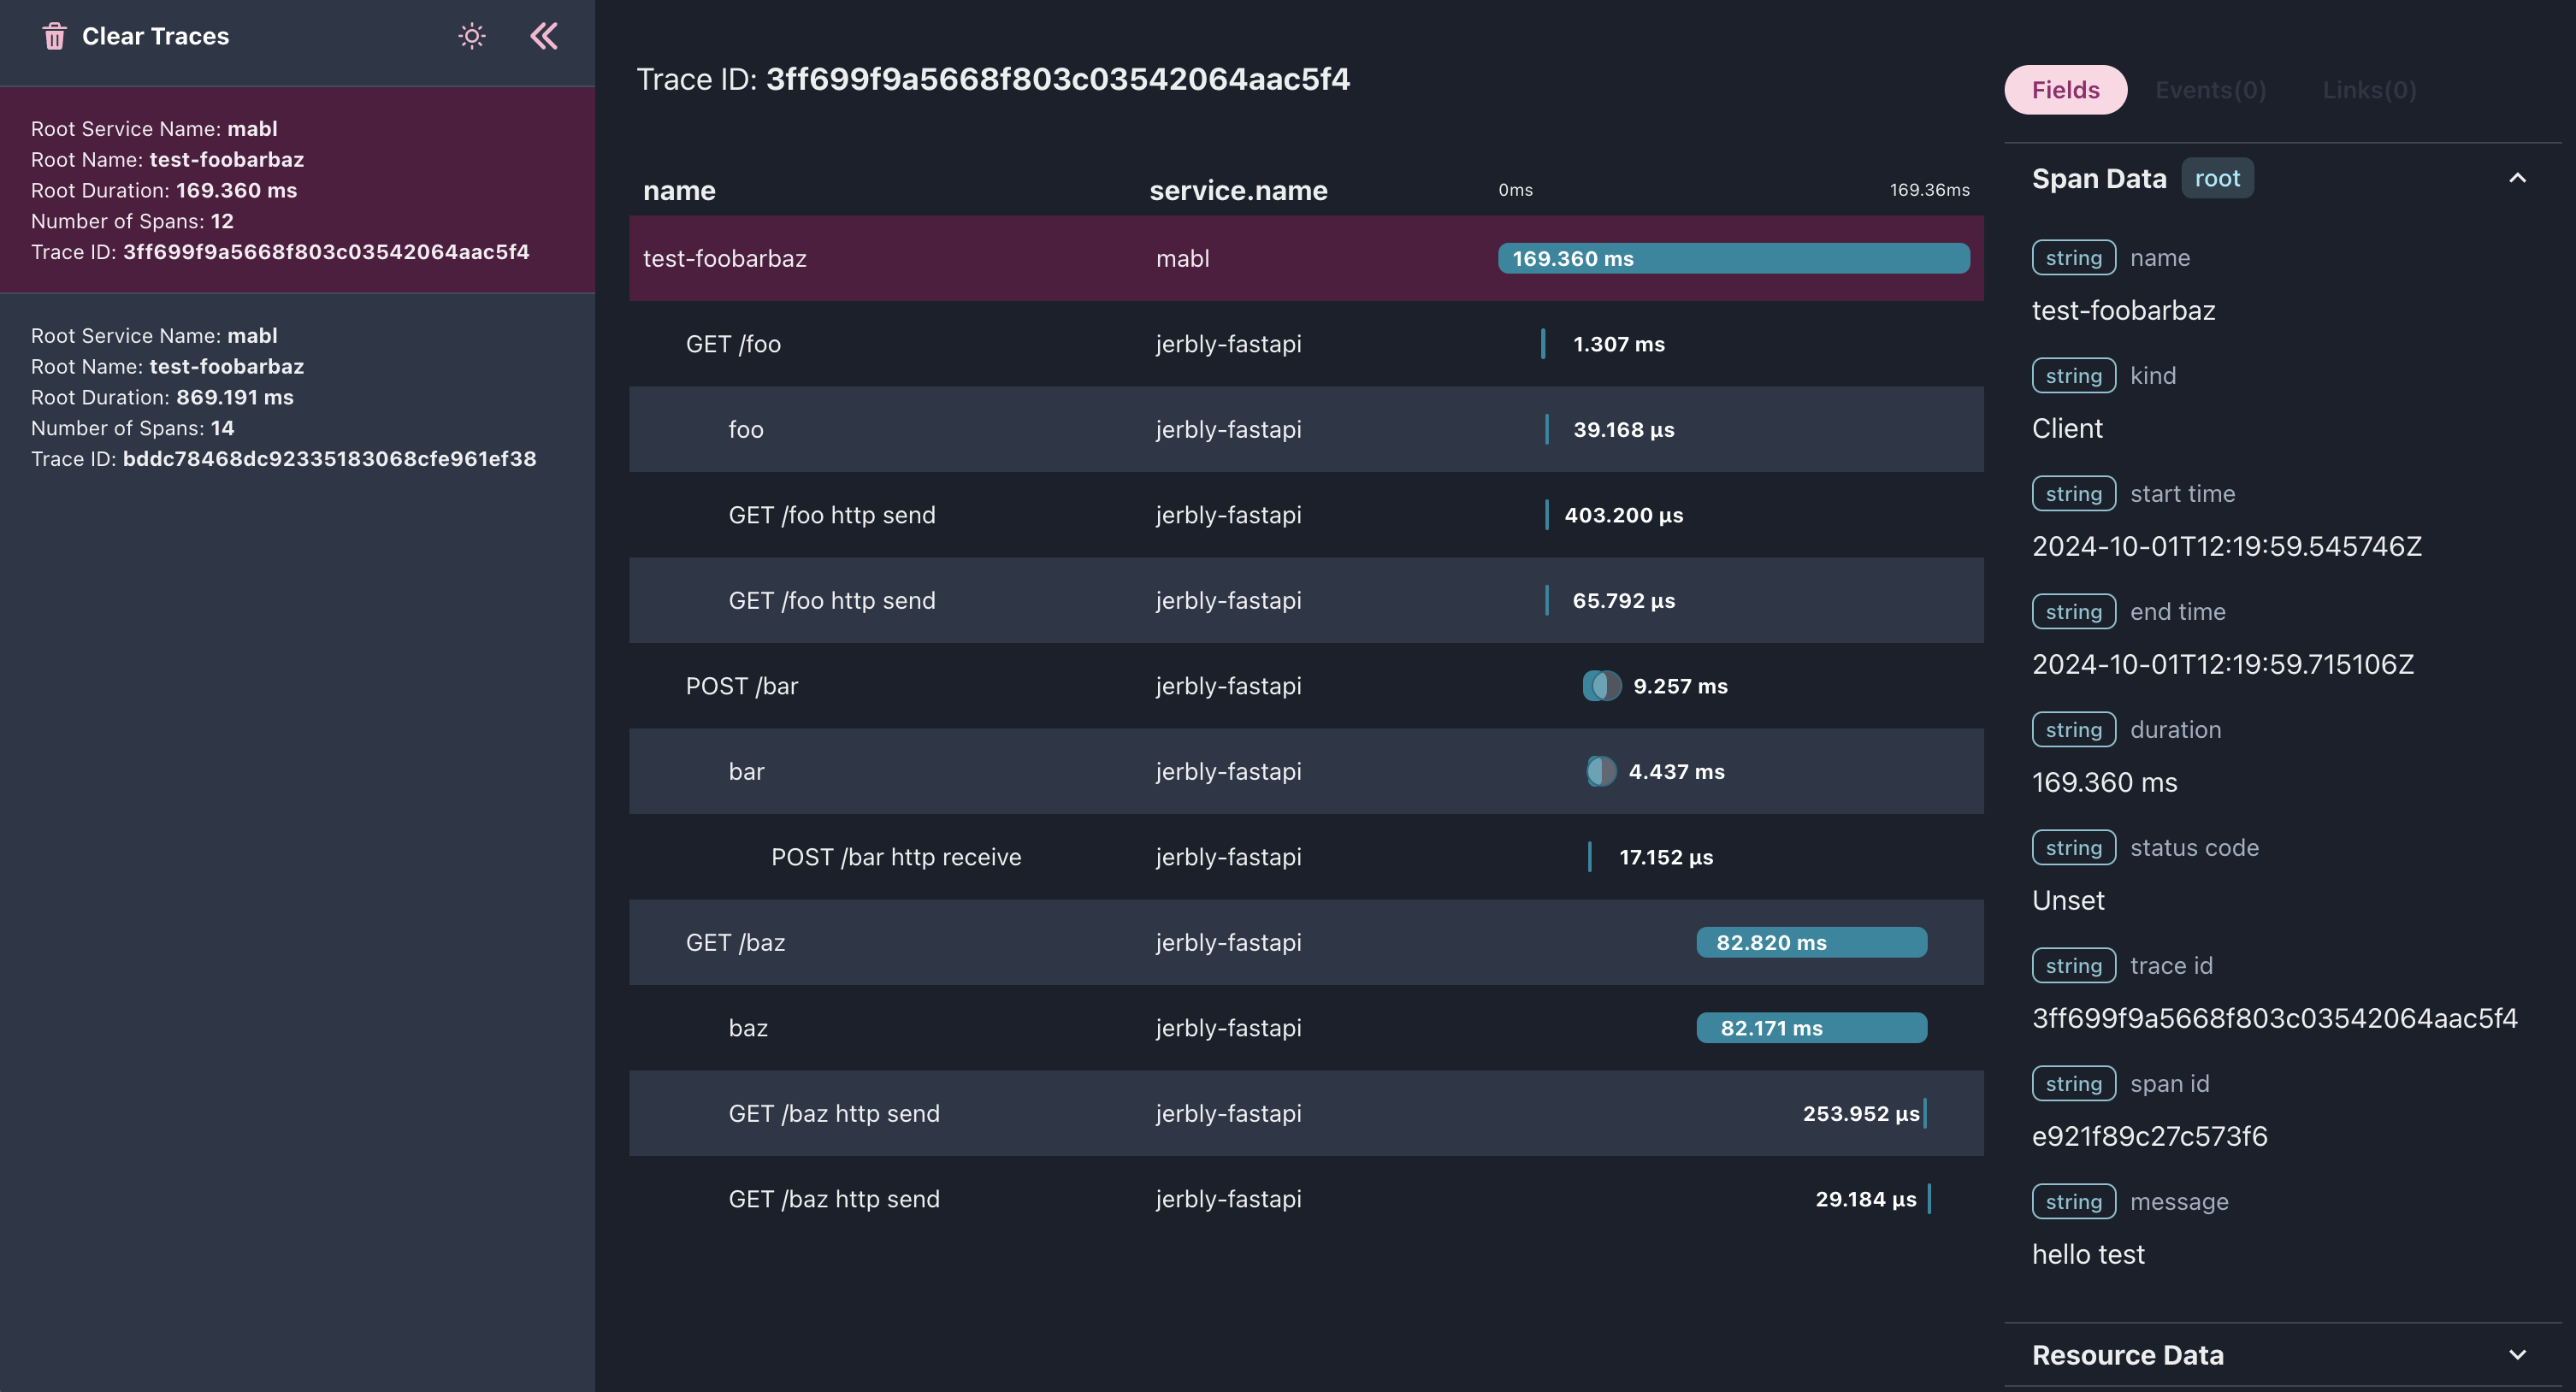 Clear Traces
Root Service Name: mabl
Root Name: test-foobarbaz
Root Duration: 169.360 ms
Number of Spans: 12
Trace ID: 3ff699f9a5668f803c03542064aac5f4
Root Service Name: mabl
Root Name: test-foobarbaz
Root Duration: 869.191 ms
Number of Spans: 14
Trace ID: bddc78468dc92335183068cfe961ef38
Trace ID: 3ff699f9a5668f803c03542064aac5f4
name service.name 0ms 169.36ms
test-foobarbaz mabl 169.360 ms
GET /foo jerbly-fastapi 1.307 ms
foo jerbly-fastapi 39.168 μs
GET /foo http send jerbly-fastapi 403.200 μs
GET /foo http send jerbly-fastapi 65.792 μs
POST /bar jerbly-fastapi 9.257 ms
bar jerbly-fastapi 4.437 ms
POST /bar http receive jerbly-fastapi 17.152 μs
GET /baz jerbly-fastapi 82.820 ms
baz jerbly-fastapi 82.171 ms
GET /baz http send jerbly-fastapi 253.952 μs
GET /baz http send jerbly-fastapi 29.184 μs
Fields Events(0) Links(0)
Span Data root
string name
test-foobarbaz
string kind
Client
string start time
2024-10-01T12:19:59.545746Z
string end time
2024-10-01T12:19:59.715106Z
string duration
169.360 ms
string status code
Unset
string trace id
3ff699f9a5668f803c03542064aac5f4
string span id
e921f89c27c573f6
string message
hello test
Resource Data